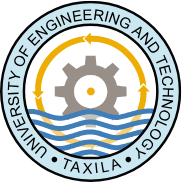 UNIVERSITY OF ENGINEERING AND TECHNOLOGY
• TAXILA •